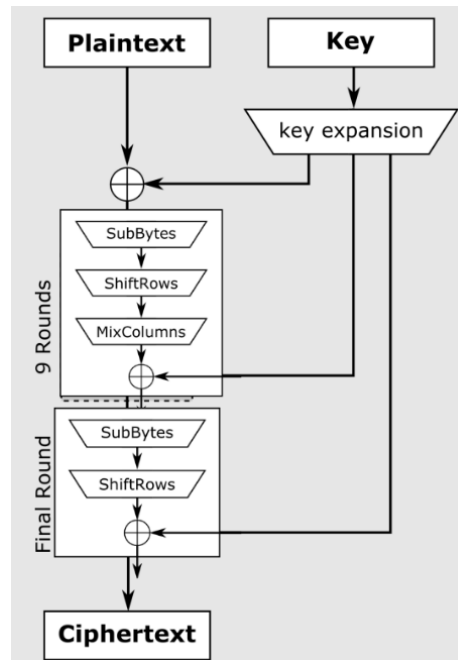 Plaintext
Key
key expansion
SubBytes
ShiftRows
MixColumns
9 Rounds
SubBytes
ShiftRows
Final Round
Ciphertext